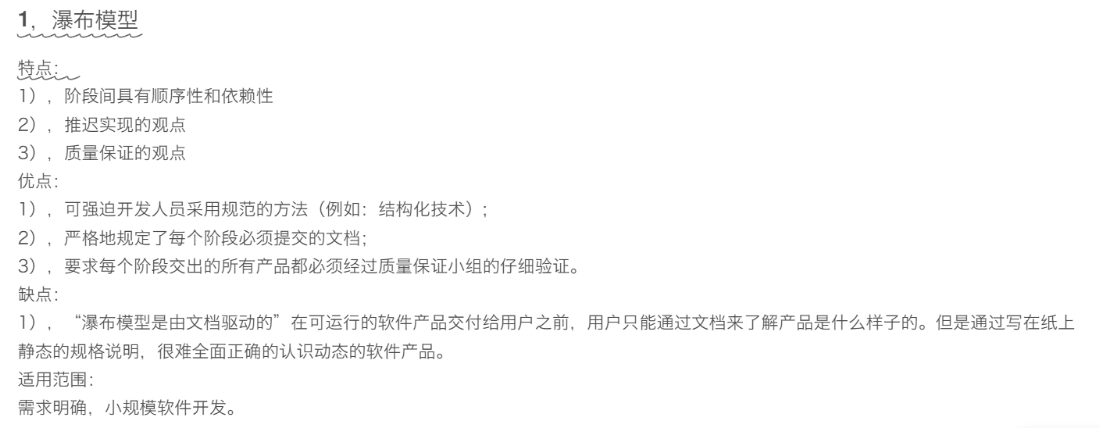 1，瀑布模型
特点：
1），阶段间具有顺序性和依赖性
2），推迟实现的观点
3），质量保证的观点
优点：
1），可强迫开发人员采用规范的方法（例如：结构化技术）；
2），严格地规定了每个阶段必须提交的文档；
3），要求每个阶段交出的所有产品都必须经过质量保证小组的仔细验证。
缺点：
1），“瀑布模型是由文档驱动的”在可运行的软件产品交付给用户之前，用户只能通过文档来了解产品是什么样子的。但是通过写在纸上
静态的规格说明，很难全面正确的认识动态的软件产品。
适用范围：
需求明确，小规模软件开发。